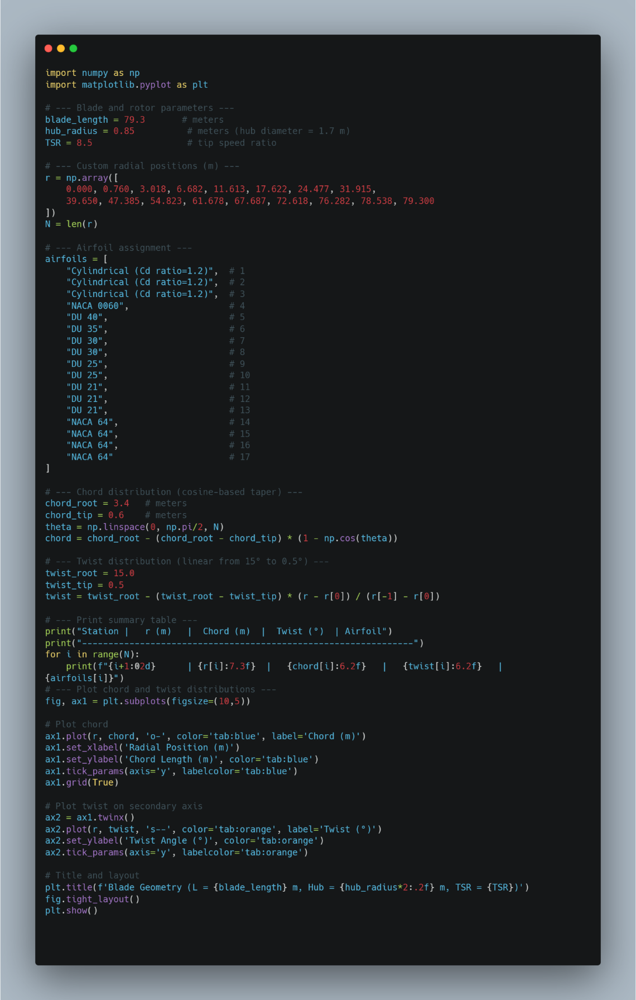 import numpy as np
import matplotlib.pyplot as plt

# --- Blade and rotor parameters ---
blade_length = 79.3       # meters
hub_radius = 0.85          # meters (hub diameter = 1.7 m)
TSR = 8.5                  # tip speed ratio

# --- Custom radial positions (m) ---
r = np.array([
    0.000, 0.760, 3.018, 6.682, 11.613, 17.622, 24.477, 31.915,
    39.650, 47.385, 54.823, 61.678, 67.687, 72.618, 76.282, 78.538, 79.300
])
N = len(r)

# --- Airfoil assignment ---
airfoils = [
    "Cylindrical (Cd ratio=1.2)",  # 1
    "Cylindrical (Cd ratio=1.2)",  # 2
    "Cylindrical (Cd ratio=1.2)",  # 3
    "NACA 0060",                   # 4
    "DU 40",                       # 5
    "DU 35",                       # 6
    "DU 30",                       # 7
    "DU 30",                       # 8
    "DU 25",                       # 9
    "DU 25",                       # 10
    "DU 21",                       # 11
    "DU 21",                       # 12
    "DU 21",                       # 13
    "NACA 64",                     # 14
    "NACA 64",                     # 15
    "NACA 64",                     # 16
    "NACA 64"                      # 17
]

# --- Chord distribution (cosine-based taper) ---
chord_root = 3.4   # meters
chord_tip = 0.6    # meters
theta = np.linspace(0, np.pi/2, N)
chord = chord_root - (chord_root - chord_tip) * (1 - np.cos(theta))

# --- Twist distribution (linear from 15° to 0.5°) ---
twist_root = 15.0
twist_tip = 0.5
twist = twist_root - (twist_root - twist_tip) * (r - r[0]) / (r[-1] - r[0])

# --- Print summary table ---
print("Station |   r (m)   |  Chord (m)  |  Twist (°)  | Airfoil")
print("---------------------------------------------------------------")
for i in range(N):
    print(f"{i+1:02d}      | {r[i]:7.3f}  |   {chord[i]:6.2f}   |   {twist[i]:6.2f}   |
{airfoils[i]}")
# --- Plot chord and twist distributions ---
fig, ax1 = plt.subplots(figsize=(10,5))

# Plot chord
ax1.plot(r, chord, 'o-', color='tab:blue', label='Chord (m)')
ax1.set_xlabel('Radial Position (m)')
ax1.set_ylabel('Chord Length (m)', color='tab:blue')
ax1.tick_params(axis='y', labelcolor='tab:blue')
ax1.grid(True)

# Plot twist on secondary axis
ax2 = ax1.twinx()
ax2.plot(r, twist, 's--', color='tab:orange', label='Twist (°)')
ax2.set_ylabel('Twist Angle (°)', color='tab:orange')
ax2.tick_params(axis='y', labelcolor='tab:orange')

# Title and layout
plt.title(f'Blade Geometry (L = {blade_length} m, Hub = {hub_radius*2:.2f} m, TSR = {TSR})')
fig.tight_layout()
plt.show()